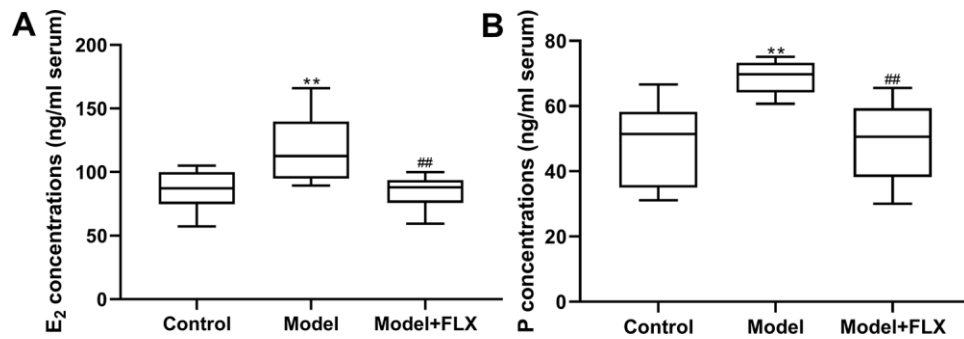 A
E₂ concentrations (ng/ml serum)
200
150
100
50
0
**
##
Control
Model
Model+FLX
B
P concentrations (ng/ml serum)
80
60
40
20
0
**
##
Control
Model
Model+FLX